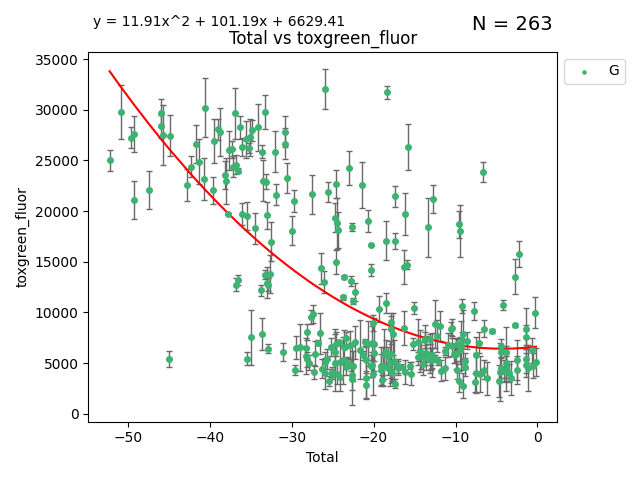 y = 11.91x^2 + 101.19x + 6629.41
N = 263
Total vs toxgreen_fluor
G
35000
30000
25000
20000
15000
10000
5000
0
toxgreen_fluor
−50 −40 −30 −20 −10 0
Total